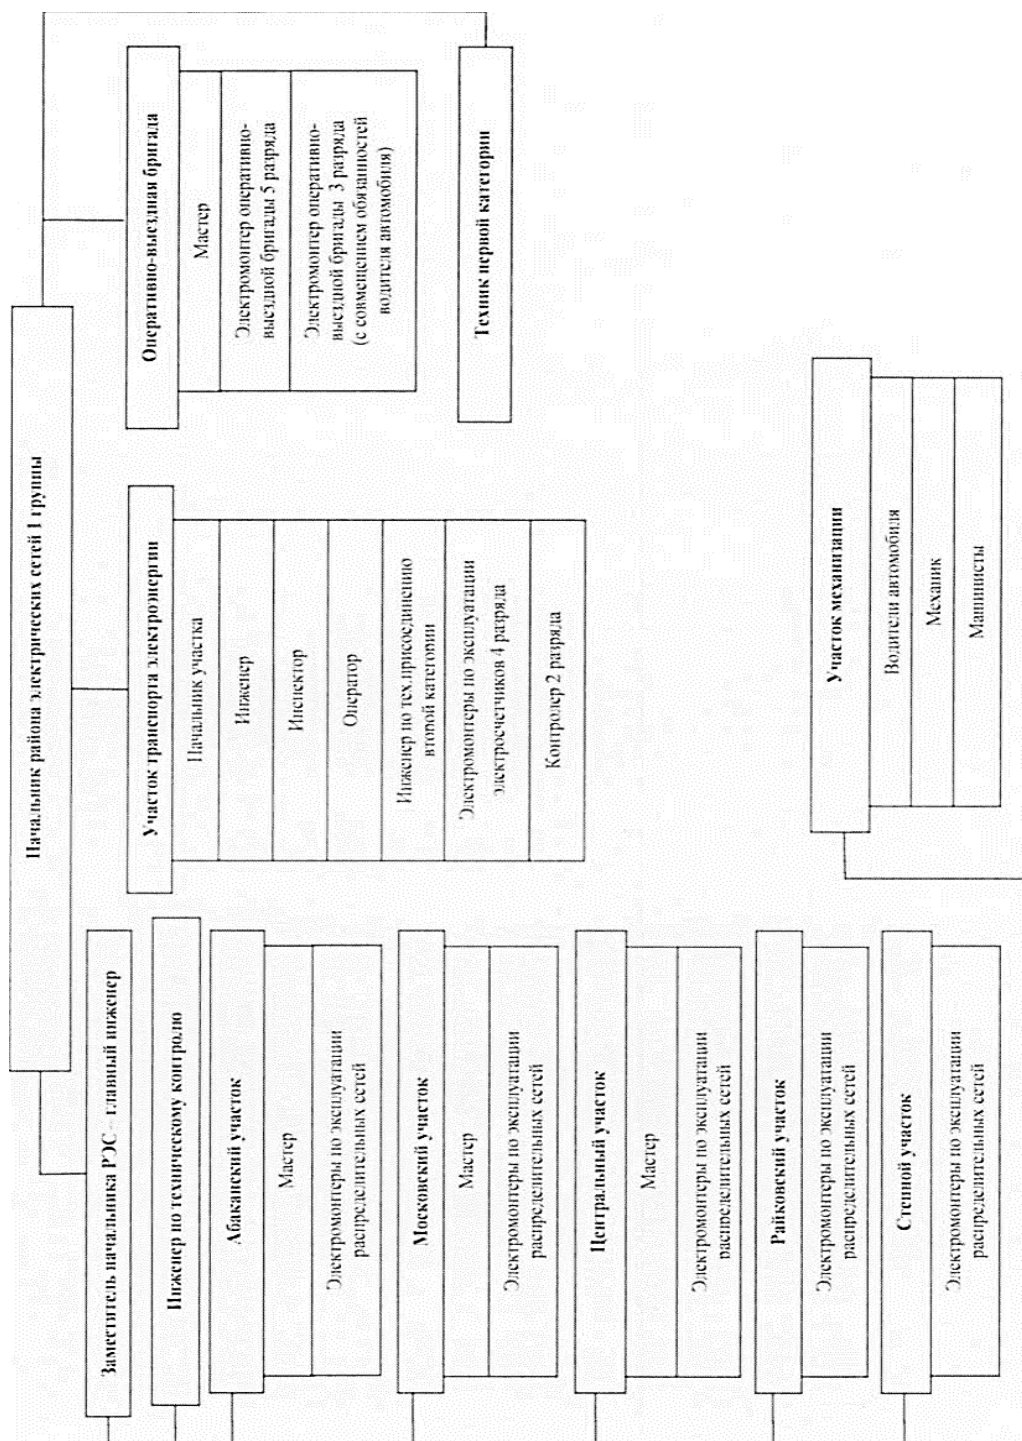 Начальник района электрических сетей 1 группы
Заместитель начальника РЭС – главный инженер
Инженер по техническому контролю
Абаканский участок
Мастер
Электромонтеры по эксплуатации
распределительных сетей
Московский участок
Мастер
Электромонтеры по эксплуатации
распределительных сетей
Центральный участок
Мастер
Электромонтеры по эксплуатации
распределительных сетей
Райковский участок
Электромонтеры по эксплуатации
распределительных сетей
Степной участок
Электромонтеры по эксплуатации
распределительных сетей
Участок транспорта электроэнергии
Начальник участка
Инженер
Инспектор
Оператор
Инженер по тех.присоединению
второй категории
Электромонтеры по эксплуатации
электросчетчиков 4 разряда
Контролер 2 разряда
Участок механизации
Водители автомобиля
Механик
Машинисты
Оперативно-выездная бригада
Мастер
Электромонтер оперативно-
выездной бригады 5 разряда
Электромонтер оперативно-
выездной бригады 3 разряда
(с совмещением обязанностей
водителя автомобиля)
Техник первой категории